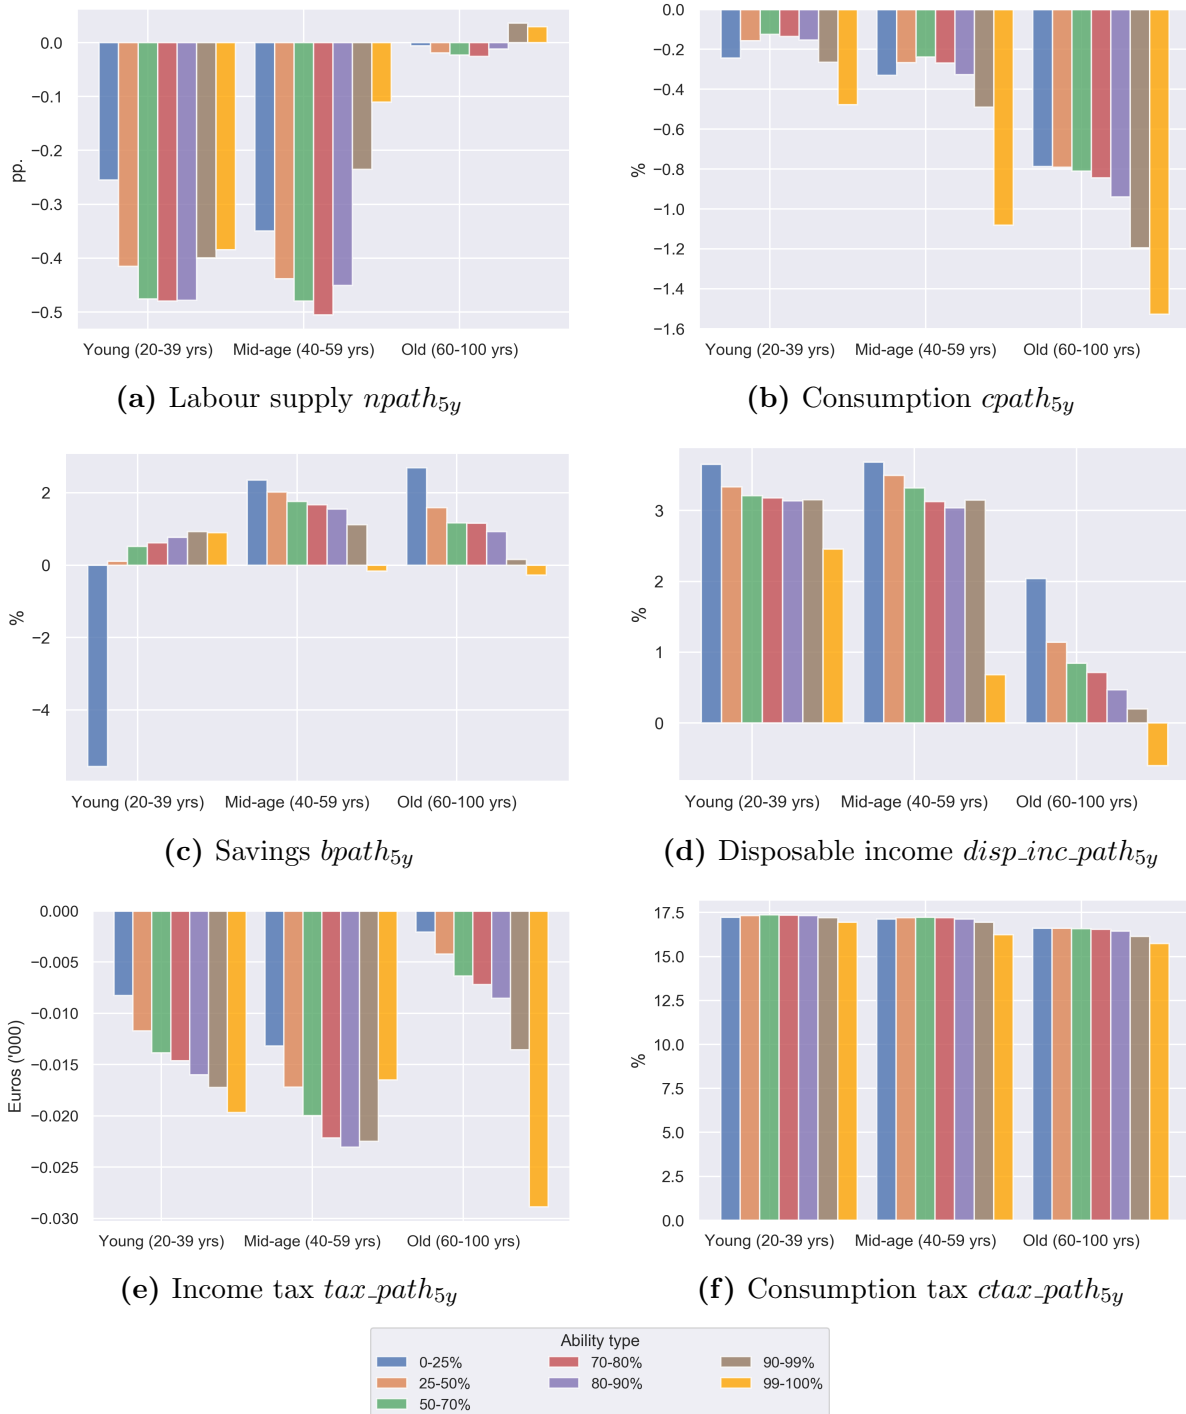 0.0
−0.1
−0.2
−0.3
−0.4
−0.5
pp.
Young (20-39 yrs) Mid-age (40-59 yrs) Old (60-100 yrs)
(a) Labour supply npath5y
0.0
−0.2
−0.4
−0.6
−0.8
−1.0
−1.2
−1.4
−1.6
%
Young (20-39 yrs) Mid-age (40-59 yrs) Old (60-100 yrs)
(b) Consumption cpath5y
2
0
−2
−4
%
Young (20-39 yrs) Mid-age (40-59 yrs) Old (60-100 yrs)
(c) Savings bpath5y
3
2
1
0
%
Young (20-39 yrs) Mid-age (40-59 yrs) Old (60-100 yrs)
(d) Disposable income disp_inc_path5y
0.000
−0.005
−0.010
−0.015
−0.020
−0.025
−0.030
Euros ('000)
Young (20-39 yrs) Mid-age (40-59 yrs) Old (60-100 yrs)
(e) Income tax tax_path5y
17.5
15.0
12.5
10.0
7.5
5.0
2.5
0.0
%
Young (20-39 yrs) Mid-age (40-59 yrs) Old (60-100 yrs)
(f) Consumption tax ctax_path5y
Ability type
0-25% 70-80% 90-99%
25-50% 80-90% 99-100%
50-70%